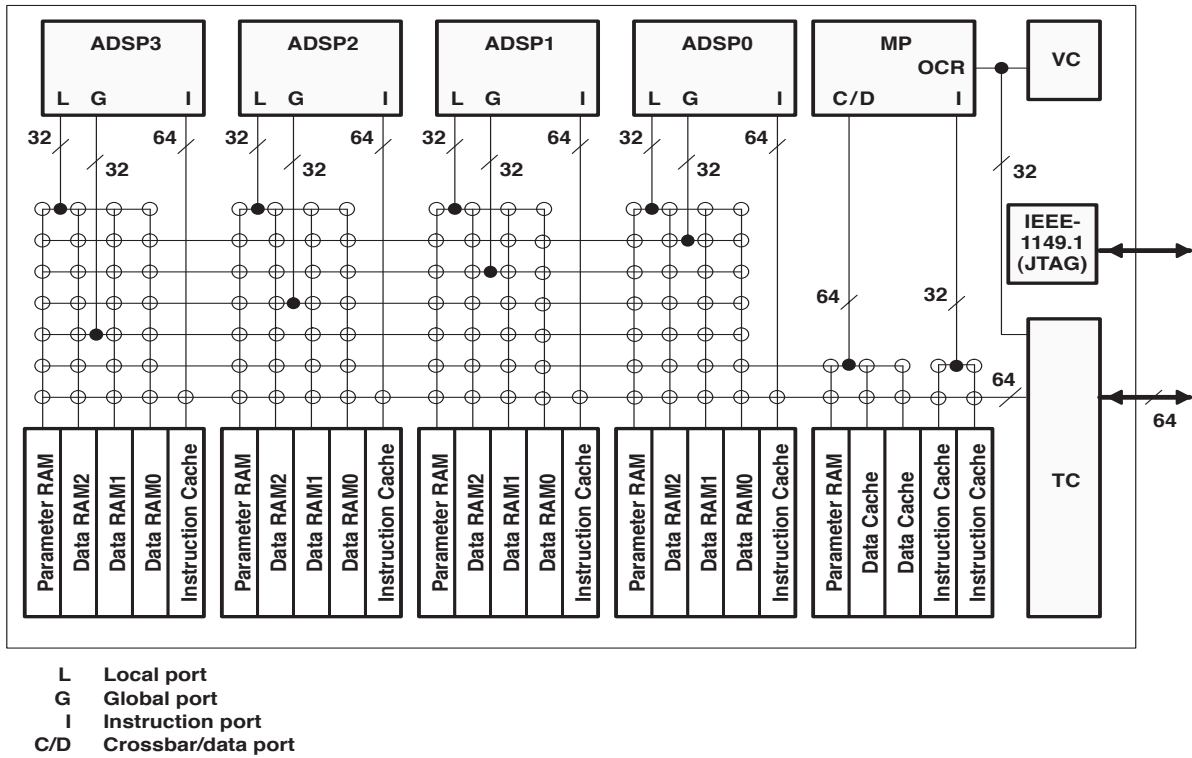 ADSP3 ADSP2 ADSP1 ADSP0 MP VC
OCR
L G I L G I L G I L G I C/D I
32 64 32 64 32 64 32 64
32 32 32 32 32
IEEE-
1149.1
(JTAG)
64 32
64
64
TC
Parameter RAM
Data RAM2
Data RAM1
Data RAM0
Instruction Cache
Parameter RAM
Data RAM2
Data RAM1
Data RAM0
Instruction Cache
Parameter RAM
Data RAM2
Data RAM1
Data RAM0
Instruction Cache
Parameter RAM
Data RAM2
Data RAM1
Data RAM0
Instruction Cache
Parameter RAM
Data Cache
Data Cache
Instruction Cache
Instruction Cache
L Local port
G Global port
I Instruction port
C/D Crossbar/data port